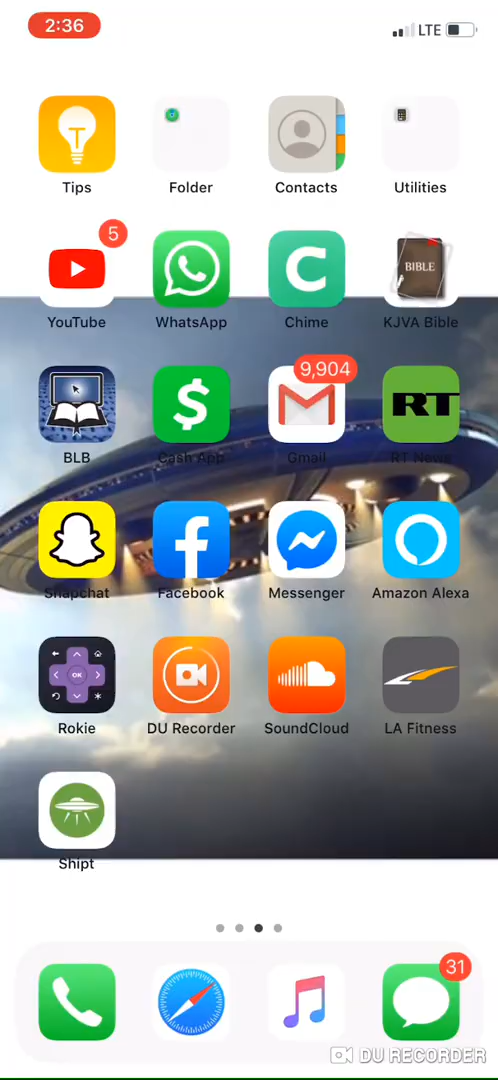 2:36
LTE
Tips
Folder
Contacts
Utilities
5
BIBLE
YouTube
WhatsApp
Chime
KJVA Bible
9,904
RT
BLB
Cash App
Gmail
RT News
Snapchat
Facebook
Messenger
Amazon Alexa
OK
Rokie
DU Recorder
SoundCloud
LA Fitness
Shipt
31
DU RECORDER